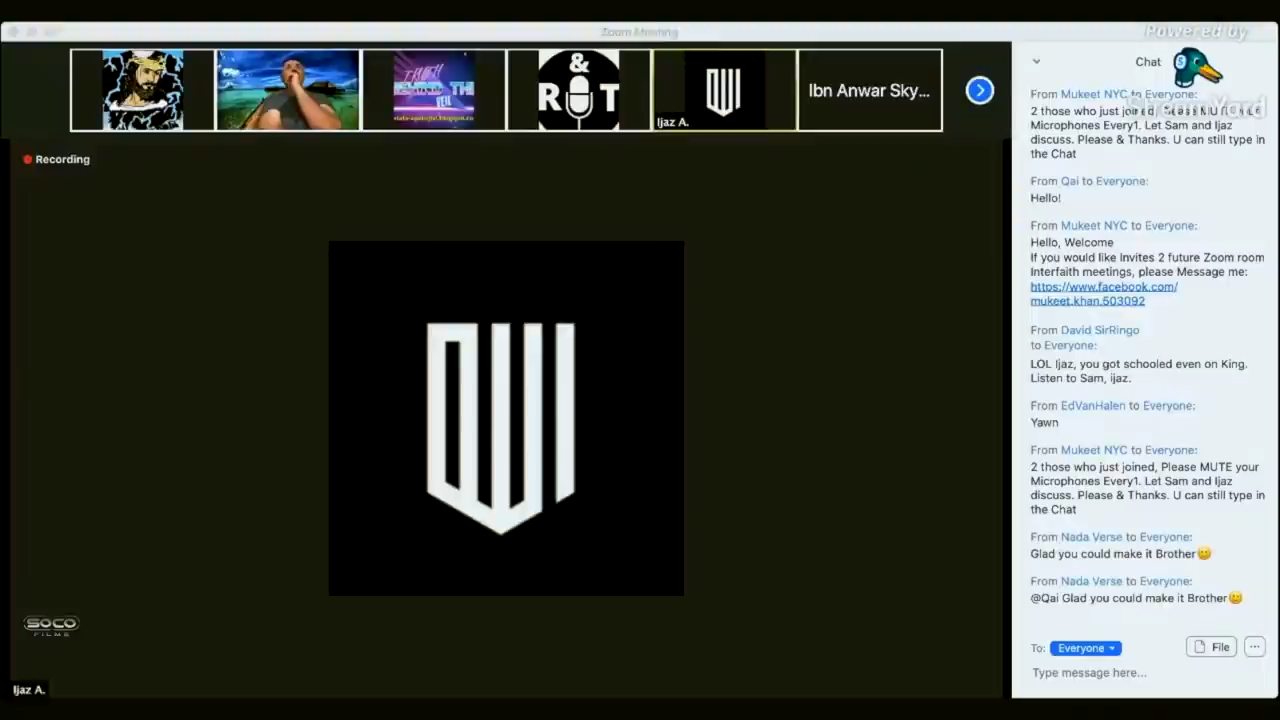 Zoom Meeting
Powered by
StreamYard
BEHIND THE
VEIL
&
R T
Ijaz A.
Ibn Anwar Sky...
Recording
SOCO
FILMS
Ijaz A.
Chat
From Mukeet NYC to Everyone:
2 those who just joined, Please MUTE your
Microphones Every1. Let Sam and Ijaz
discuss. Please & Thanks. U can still type in
the Chat
From Qai to Everyone:
Hello!
From Mukeet NYC to Everyone:
Hello, Welcome
If you would like Invites 2 future Zoom room
Interfaith meetings, please Message me:
https://www.facebook.com/
mukeet.khan.503092
From David SirRingo
to Everyone:
LOL Ijaz, you got schooled even on King.
Listen to Sam, ijaz.
From EdVanHalen to Everyone:
Yawn
From Mukeet NYC to Everyone:
2 those who just joined, Please MUTE your
Microphones Every1. Let Sam and Ijaz
discuss. Please & Thanks. U can still type in
the Chat
From Nada Verse to Everyone:
Glad you could make it Brother🙂
From Nada Verse to Everyone:
@Qai Glad you could make it Brother🙂
To: Everyone
File
Type message here...